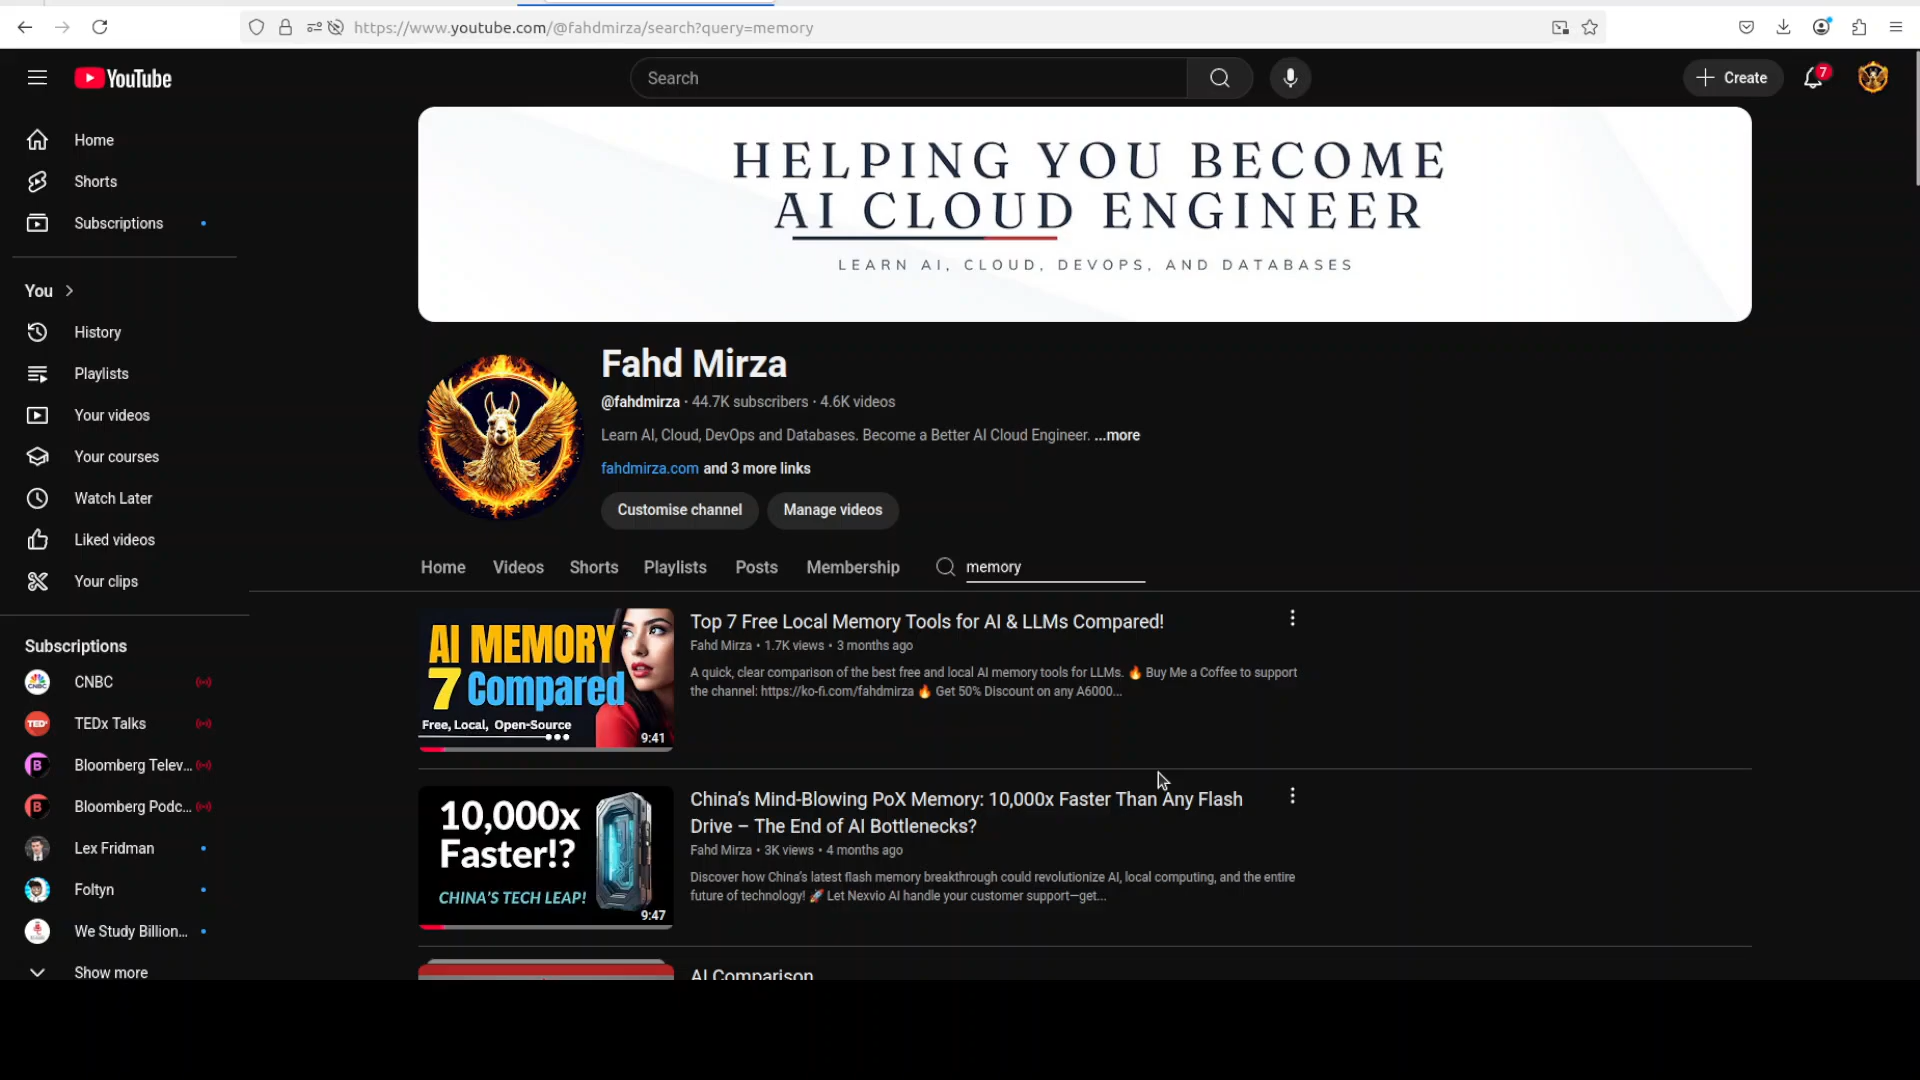 https://www.youtube.com/@fahdmirza/search?query=memory
YouTube
Search
Create
7
Home
Shorts
Subscriptions
You
History
Playlists
Your videos
Your courses
Watch Later
Liked videos
Your clips
Subscriptions
CNBC
TEDx Talks
Bloomberg Telev...
Bloomberg Podc...
Lex Fridman
Foltyn
We Study Billion...
Show more
HELPING YOU BECOME
AI CLOUD ENGINEER
LEARN AI, CLOUD, DEVOPS, AND DATABASES
Fahd Mirza
@fahdmirza · 44.7K subscribers · 4.6K videos
Learn AI, Cloud, DevOps and Databases. Become a Better AI Cloud Engineer. ...more
fahdmirza.com and 3 more links
Customise channel
Manage videos
Home Videos Shorts Playlists Posts Membership memory
AI MEMORY
7 Compared
Free, Local, Open-Source
9:41
Top 7 Free Local Memory Tools for AI & LLMs Compared!
Fahd Mirza • 1.7K views • 3 months ago
A quick, clear comparison of the best free and local AI memory tools for LLMs. 🔥 Buy Me a Coffee to support
the channel: https://ko-fi.com/fahdmirza 🔥 Get 50% Discount on any A6000...
10,000x
Faster!?
CHINA'S TECH LEAP!
9:47
China's Mind-Blowing PoX Memory: 10,000x Faster Than Any Flash
Drive – The End of AI Bottlenecks?
Fahd Mirza • 3K views • 4 months ago
Discover how China's latest flash memory breakthrough could revolutionize AI, local computing, and the entire
future of technology! 🚀 Let Nexvio AI handle your customer support—get...
AI Comparison